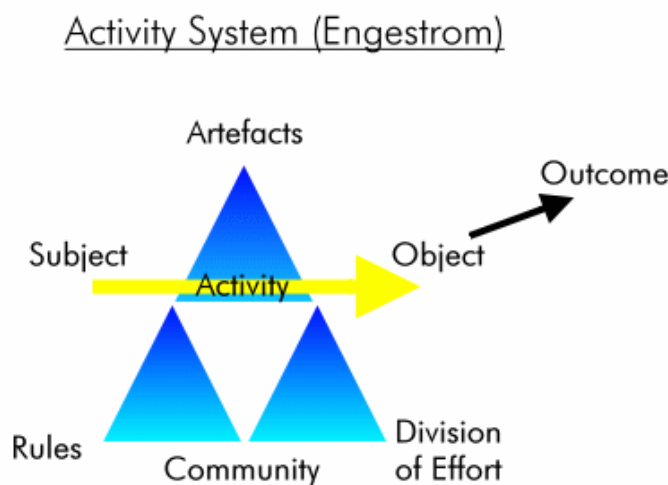 Activity System (Engestrom)
Artefacts
Outcome
Subject
Object
Activity
Rules
Community
Division
of Effort